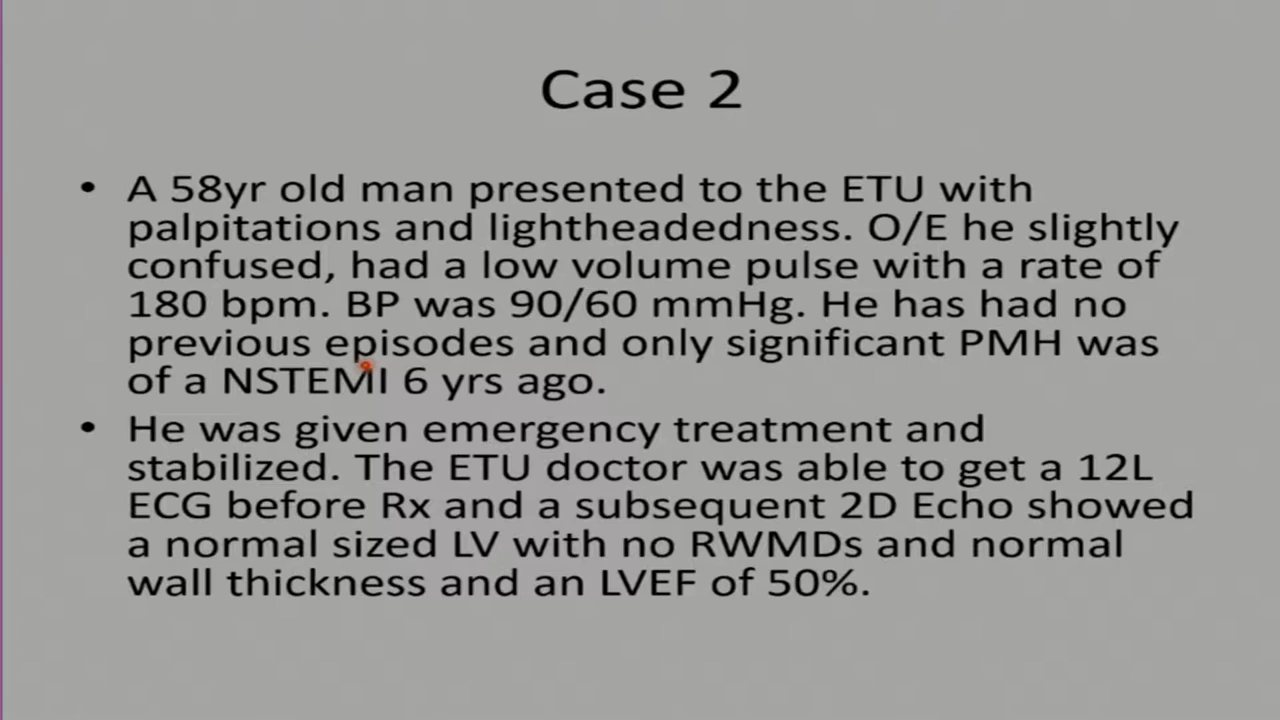 Case 2
• A 58yr old man presented to the ETU with
palpitations and lightheadedness. O/E he slightly
confused, had a low volume pulse with a rate of
180 bpm. BP was 90/60 mmHg. He has had no
previous episodes and only significant PMH was
of a NSTEMI 6 yrs ago.
• He was given emergency treatment and
stabilized. The ETU doctor was able to get a 12L
ECG before Rx and a subsequent 2D Echo showed
a normal sized LV with no RWMDs and normal
wall thickness and an LVEF of 50%.